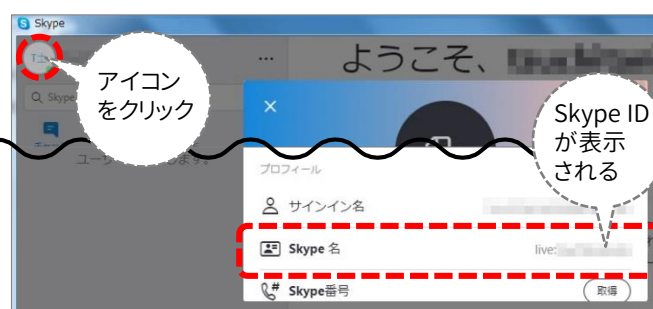 Skype
ようこそ、
アイコン
をクリック
Skype ID
が表示
される
プロフィール
サインイン名
Skype 名
live:
Skype番号
取得